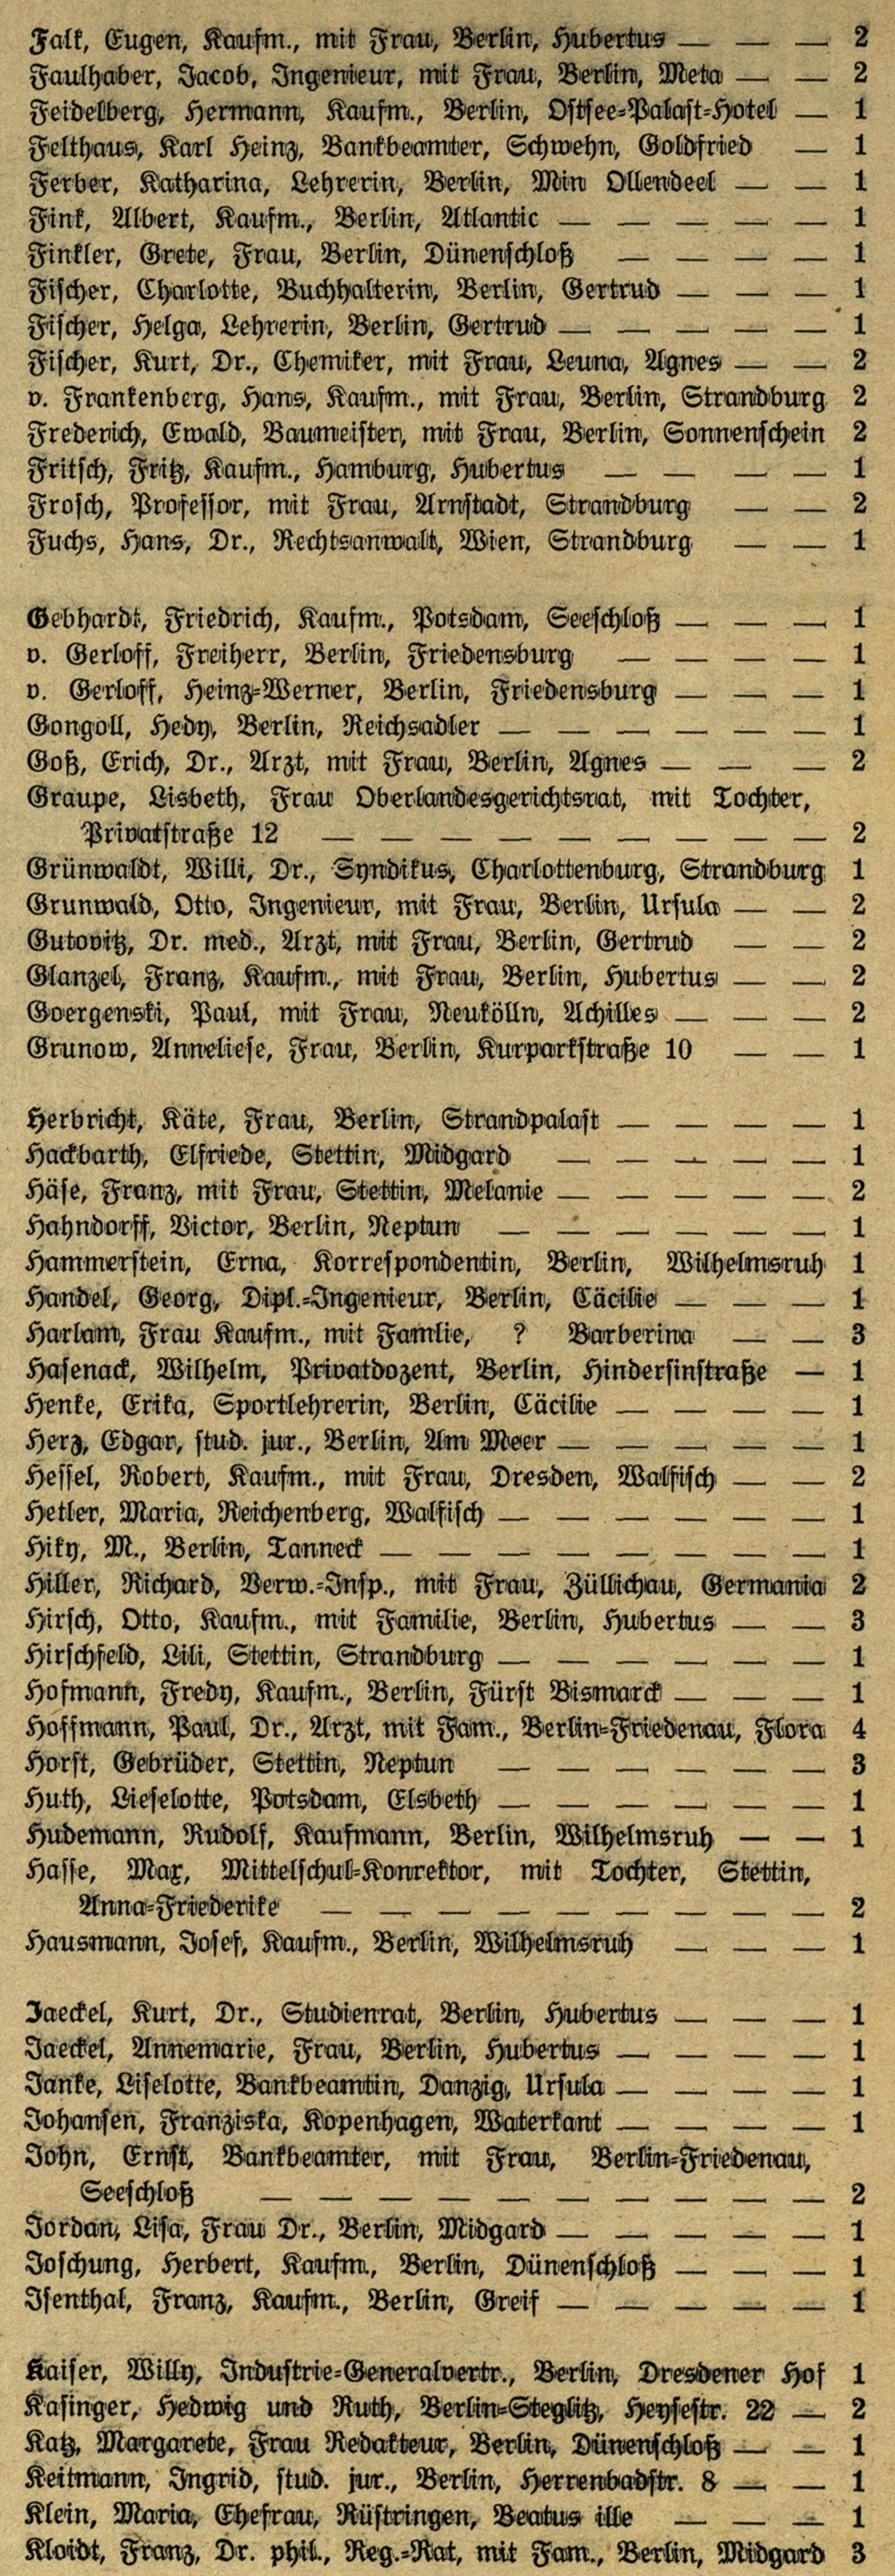 Falk, Eugen, Kaufm., mit Frau, Berlin, Hubertus — — — 2
Faulhaber, Jacob, Ingenieur, mit Frau, Berlin, Meta — — 2
Feidelberg, Hermann, Kaufm., Berlin, Ostsee-Palast-Hotel — 1
Felthaus, Karl Heinz, Bankbeamter, Schwehn, Goldfried — 1
Ferber, Katharina, Lehrerin, Berlin, Min Ollendeel — — 1
Fink, Albert, Kaufm., Berlin, Atlantic — — — — — 1
Finkler, Grete, Frau, Berlin, Dünenschloß — — — — 1
Fischer, Charlotte, Buchhalterin, Berlin, Gertrud — — — 1
Fischer, Helga, Lehrerin, Berlin, Gertrud — — — — — 1
Fischer, Kurt, Dr., Chemiker, mit Frau, Leuna, Agnes — — 2
v. Frankenberg, Hans, Kaufm., mit Frau, Berlin, Strandburg 2
Frederich, Ewald, Baumeister, mit Frau, Berlin, Sonnenschein 2
Fritsch, Fritz, Kaufm., Hamburg, Hubertus — — — — 1
Frosch, Professor, mit Frau, Arnstadt, Strandburg — — 2
Fuchs, Hans, Dr., Rechtsanwalt, Wien, Strandburg — — 1
Gebhardt, Friedrich, Kaufm., Potsdam, Seeschloß — — — 1
v. Gerloff, Freiherr, Berlin, Friedensburg — — — — 1
v. Gerloff, Heinz-Werner, Berlin, Friedensburg — — — 1
Gongoll, Hedy, Berlin, Reichsadler — — — — — — 1
Goß, Erich, Dr., Arzt, mit Frau, Berlin, Agnes — — — 2
Graupe, Lisbeth, Frau Oberlandesgerichtsrat, mit Tochter,
Privatstraße 12 — — — — — — — — — 2
Grünwaldt, Willi, Dr., Syndikus, Charlottenburg, Strandburg 1
Grunwald, Otto, Ingenieur, mit Frau, Berlin, Ursula — — 2
Gutovitz, Dr. med., Arzt, mit Frau, Berlin, Gertrud — — 2
Glanzel, Franz, Kaufm., mit Frau, Berlin, Hubertus — — 2
Goergenski, Paul, mit Frau, Neukölln, Achilles — — — 2
Grunow, Anneliese, Frau, Berlin, Kurparkstraße 10 — — 1
Herbricht, Käte, Frau, Berlin, Strandpalast — — — — 1
Hackbarth, Elfriede, Stettin, Midgard — — — — — 1
Häse, Franz, mit Frau, Stettin, Melanie — — — — — 2
Hahndorff, Victor, Berlin, Neptun — — — — — — 1
Hammerstein, Erna, Korrespondentin, Berlin, Wilhelmsruh 1
Handel, Georg, Dipl.-Ingenieur, Berlin, Cäcilie — — — 1
Harlam, Frau Kaufm., mit Famlie, ? Barberina — — 3
Hasenack, Wilhelm, Privatdozent, Berlin, Hindersinstraße — 1
Henke, Erika, Sportlehrerin, Berlin, Cäcilie — — — — 1
Herz, Edgar, stud. jur., Berlin, Am Meer — — — — — 1
Hessel, Robert, Kaufm., mit Frau, Dresden, Walfisch — — 2
Hetler, Maria, Reichenberg, Walfisch — — — — — — 1
Hiky, M., Berlin, Tanneck — — — — — — — — 1
Hiller, Richard, Verw.-Insp., mit Frau, Züllichau, Germania 2
Hirsch, Otto, Kaufm., mit Familie, Berlin, Hubertus — — 3
Hirschfeld, Lili, Stettin, Strandburg — — — — — — 1
Hofmann, Fredy, Kaufm., Berlin, Fürst Bismarck — — — 1
Hoffmann, Paul, Dr., Arzt, mit Fam., Berlin-Friedenau, Flora 4
Horst, Gebrüder, Stettin, Neptun — — — — — — 3
Huth, Lieselotte, Potsdam, Elsbeth — — — — — — 1
Hudemann, Rudolf, Kaufmann, Berlin, Wilhelmsruh — — 1
Hasse, Max, Mittelschul-Konrektor, mit Tochter, Stettin,
Anna-Friederike — — — — — — — — — 2
Hausmann, Josef, Kaufm., Berlin, Wilhelmsruh — — — 1
Jaeckel, Kurt, Dr., Studienrat, Berlin, Hubertus — — — 1
Jaeckel, Annemarie, Frau, Berlin, Hubertus — — — — 1
Janke, Liselotte, Bankbeamtin, Danzig, Ursula — — — — 1
Johansen, Franziska, Kopenhagen, Waterkant — — — — 1
John, Ernst, Bankbeamter, mit Frau, Berlin-Friedenau,
Seeschloß — — — — — — — — — — 2
Jordan, Lisa, Frau Dr., Berlin, Midgard — — — — — 1
Joschung, Herbert, Kaufm., Berlin, Dünenschloß — — — 1
Isenthal, Franz, Kaufm., Berlin, Greif — — — — — 1
Kaiser, Willy, Industrie-Generalvertr., Berlin, Dresdener Hof 1
Kasinger, Hedwig und Ruth, Berlin-Steglitz, Heysestr. 22 — 2
Katz, Margarete, Frau Redakteur, Berlin, Dünenschloß — — 1
Keitmann, Ingrid, stud. jur., Berlin, Herrenbadstr. 8 — — 1
Klein, Maria, Ehefrau, Rüstringen, Beatus ille — — — 1
Kloidt, Franz, Dr. phil., Reg.-Rat, mit Fam., Berlin, Midgard 3